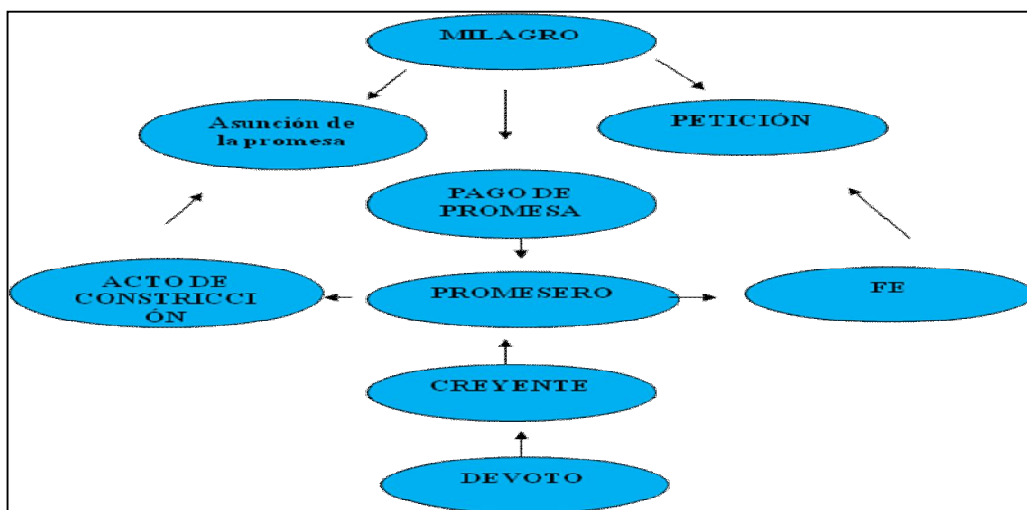 MILAGRO
Asunción de
la promesa
PETICIÓN
PAGO DE
PROMESA
ACTO DE
CONSTRICCI
ÓN
PROMESERO
FE
CREYENTE
DEVOTO